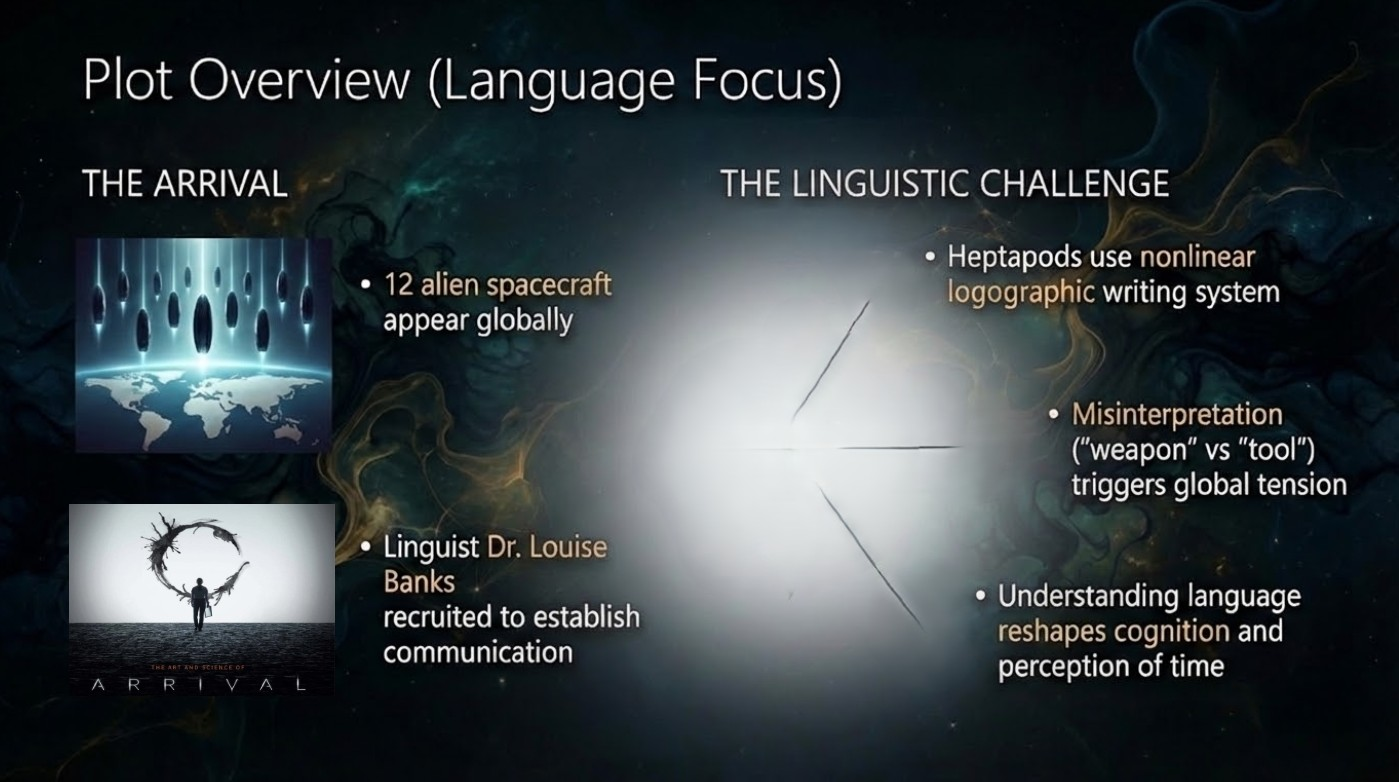 Plot Overview (Language Focus)
THE ARRIVAL
• 12 alien spacecraft
appear globally
• Linguist Dr. Louise
Banks
recruited to establish
communication
THE ART AND SCIENCE OF
ARRIVAL
THE LINGUISTIC CHALLENGE
• Heptapods use nonlinear
logographic writing system
• Misinterpretation
("weapon" vs "tool")
triggers global tension
• Understanding language
reshapes cognition and
perception of time